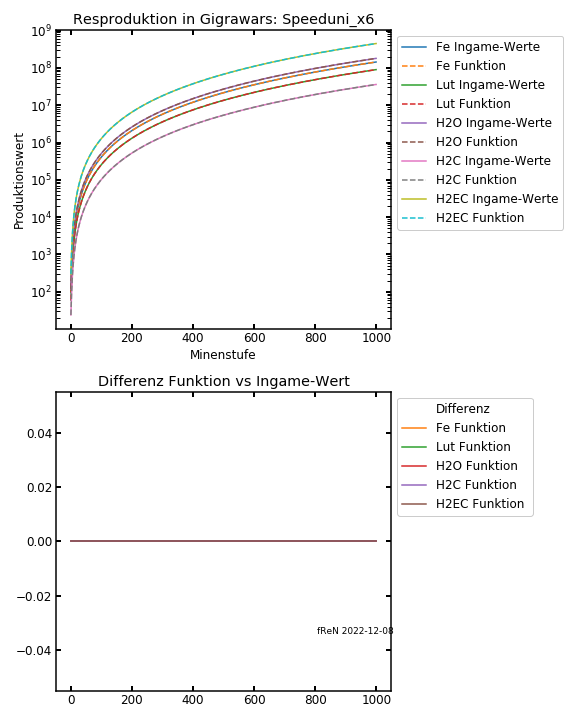 Resproduktion in Gigrawars: Speeduni_x6
Produktionswert
10^9
10^8
10^7
10^6
10^5
10^4
10^3
10^2
0 200 400 600 800 1000
Minenstufe
Fe Ingame-Werte
Fe Funktion
Lut Ingame-Werte
Lut Funktion
H2O Ingame-Werte
H2O Funktion
H2C Ingame-Werte
H2C Funktion
H2EC Ingame-Werte
H2EC Funktion
Differenz Funktion vs Ingame-Wert
0.04
0.02
0.00
−0.02
−0.04
0 200 400 600 800 1000
fReN 2022-12-08
Differenz
Fe Funktion
Lut Funktion
H2O Funktion
H2C Funktion
H2EC Funktion